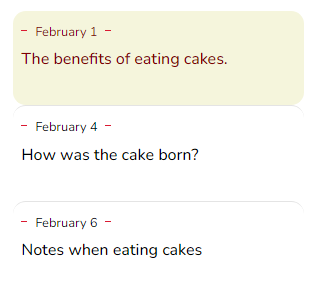 – February 1 –
The benefits of eating cakes.
– February 4 –
How was the cake born?
– February 6 –
Notes when eating cakes